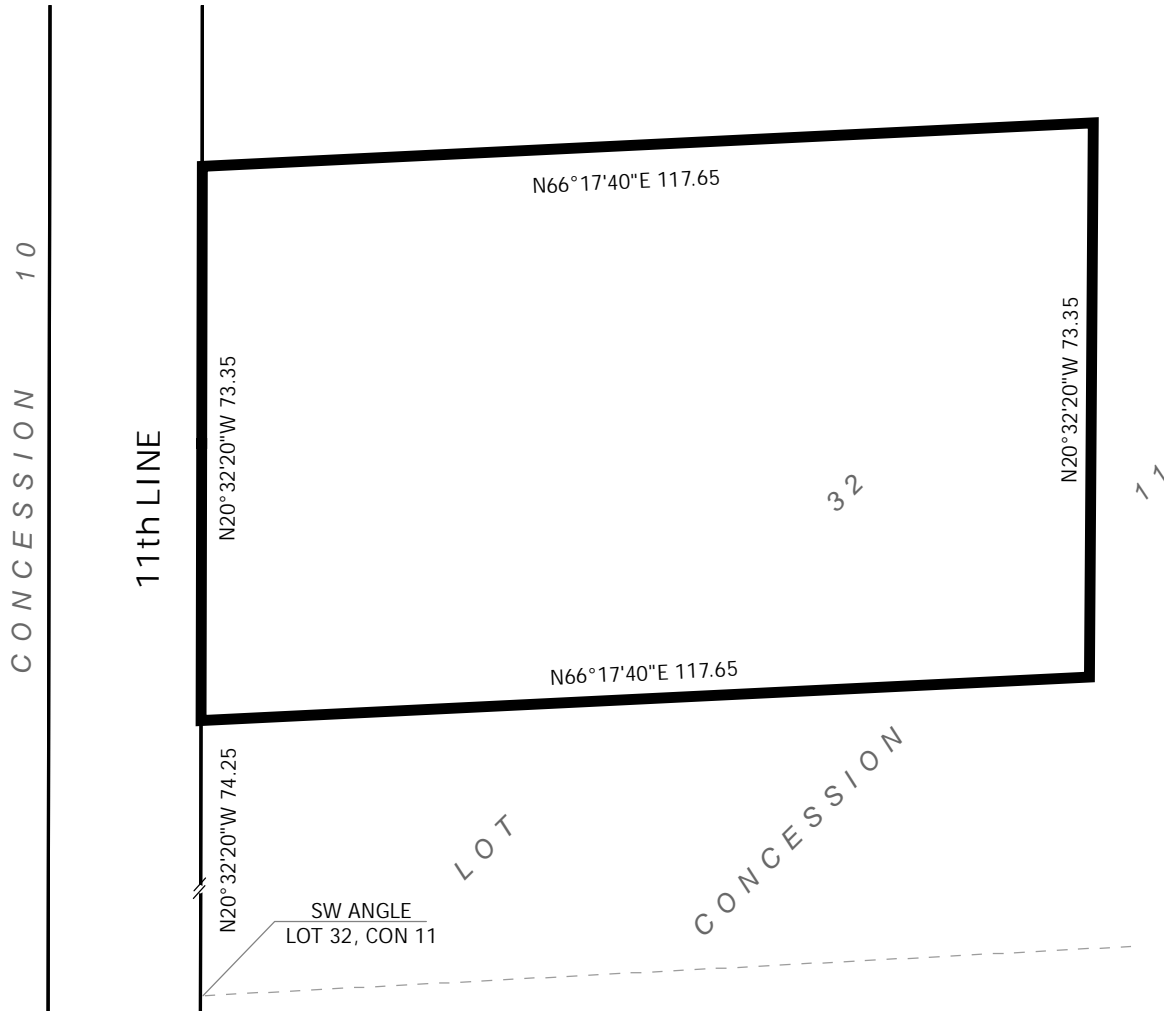 CONCESSION 10
11th LINE
N66°17'40"E 117.65
N20°32'20"W 73.35
N20°32'20"W 73.35
N66°17'40"E 117.65
N20°32'20"W 74.25
LOT 32
CONCESSION 11
SW ANGLE
LOT 32, CON 11